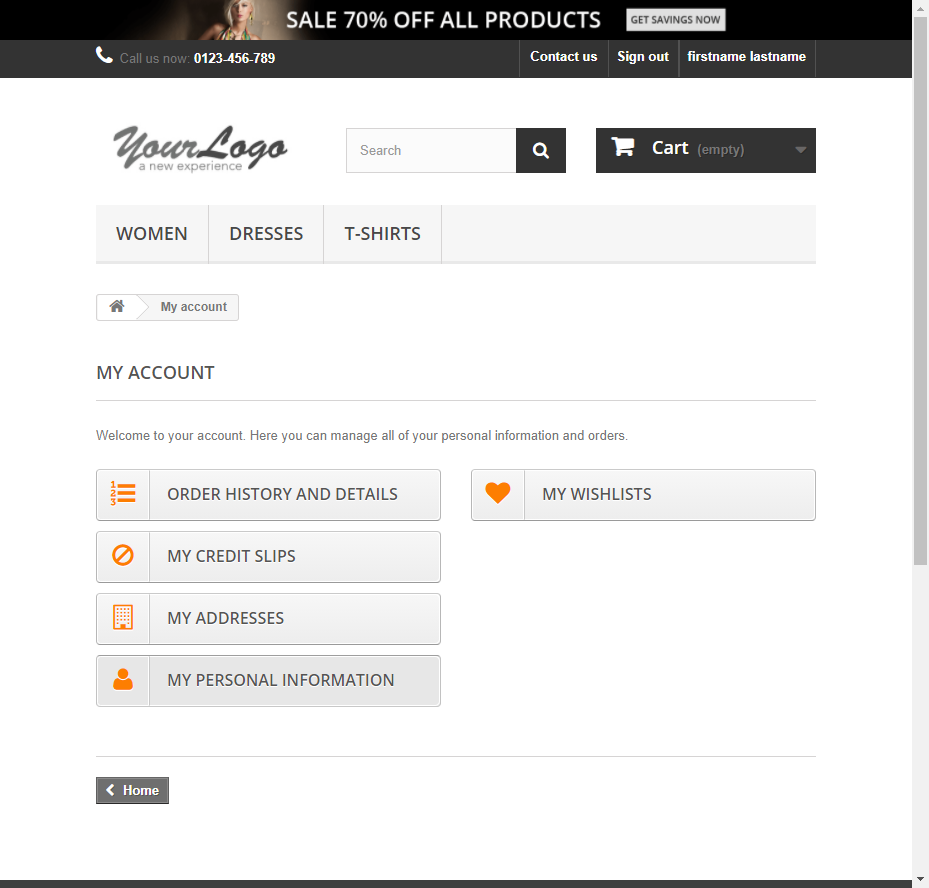 SALE 70% OFF ALL PRODUCTS GET SAVINGS NOW
Call us now: 0123-456-789 Contact us Sign out firstname lastname
YourLogo
a new experience
Search
Cart (empty)
WOMEN DRESSES T-SHIRTS
My account
MY ACCOUNT
Welcome to your account. Here you can manage all of your personal information and orders.
1
2
3
ORDER HISTORY AND DETAILS MY WISHLISTS
MY CREDIT SLIPS
MY ADDRESSES
MY PERSONAL INFORMATION
Home